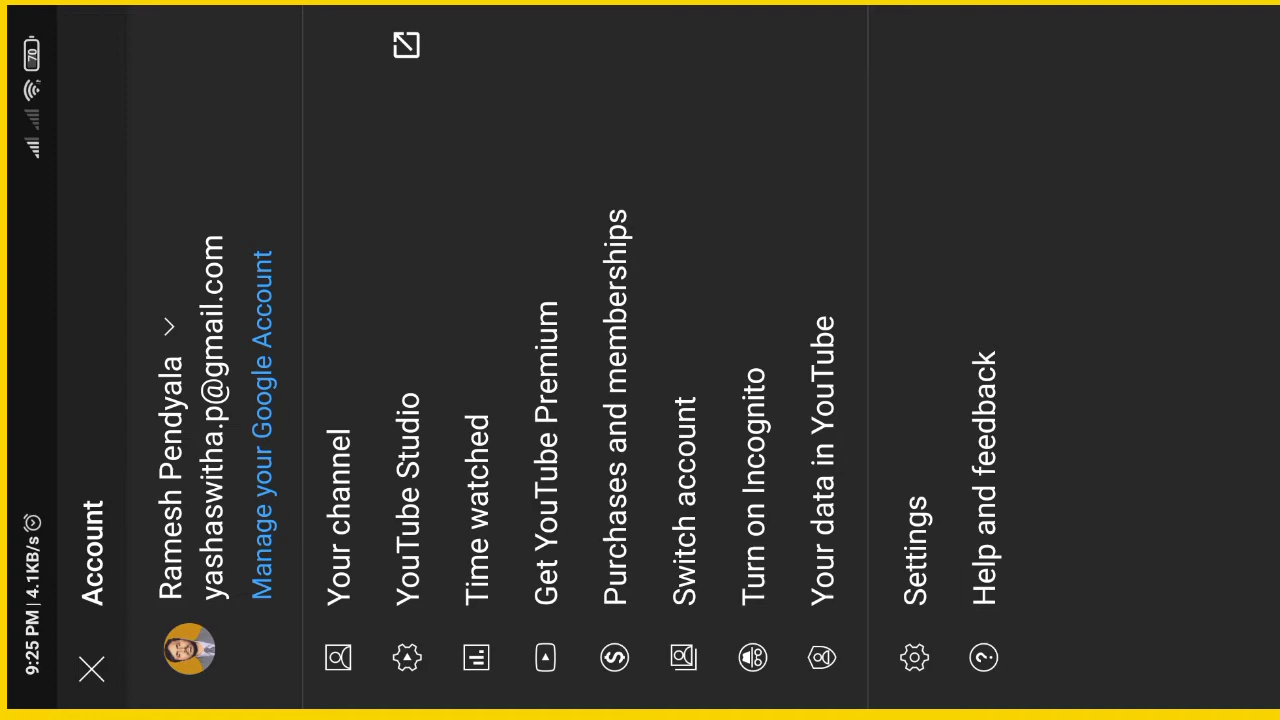 9:25 PM | 4.1KB/s
70
Account
Ramesh Pendyala
yashaswitha.p@gmail.com
Manage your Google Account
Your channel
YouTube Studio
Time watched
Get YouTube Premium
Purchases and memberships
Switch account
Turn on Incognito
Your data in YouTube
Settings
Help and feedback